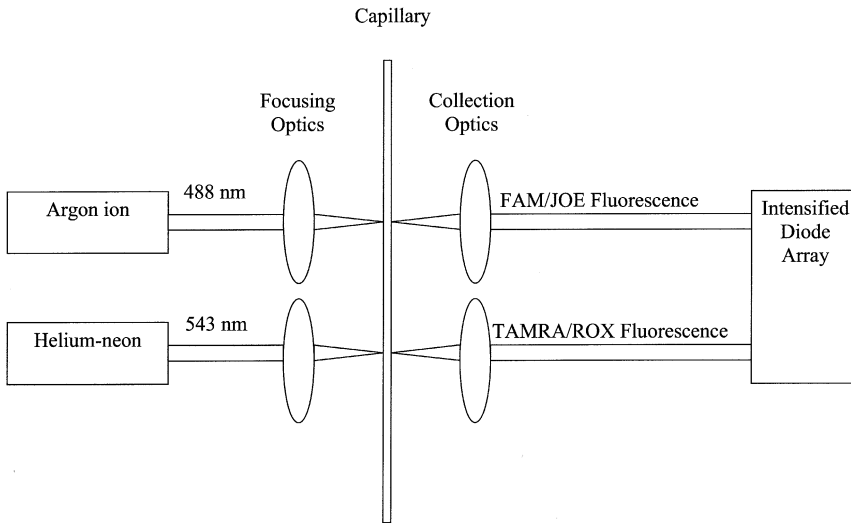 Capillary
Focusing
Optics
Collection
Optics
488 nm
FAM/JOE Fluorescence
Argon ion
Intensified
Diode
Array
543 nm
TAMRA/ROX Fluorescence
Helium-neon